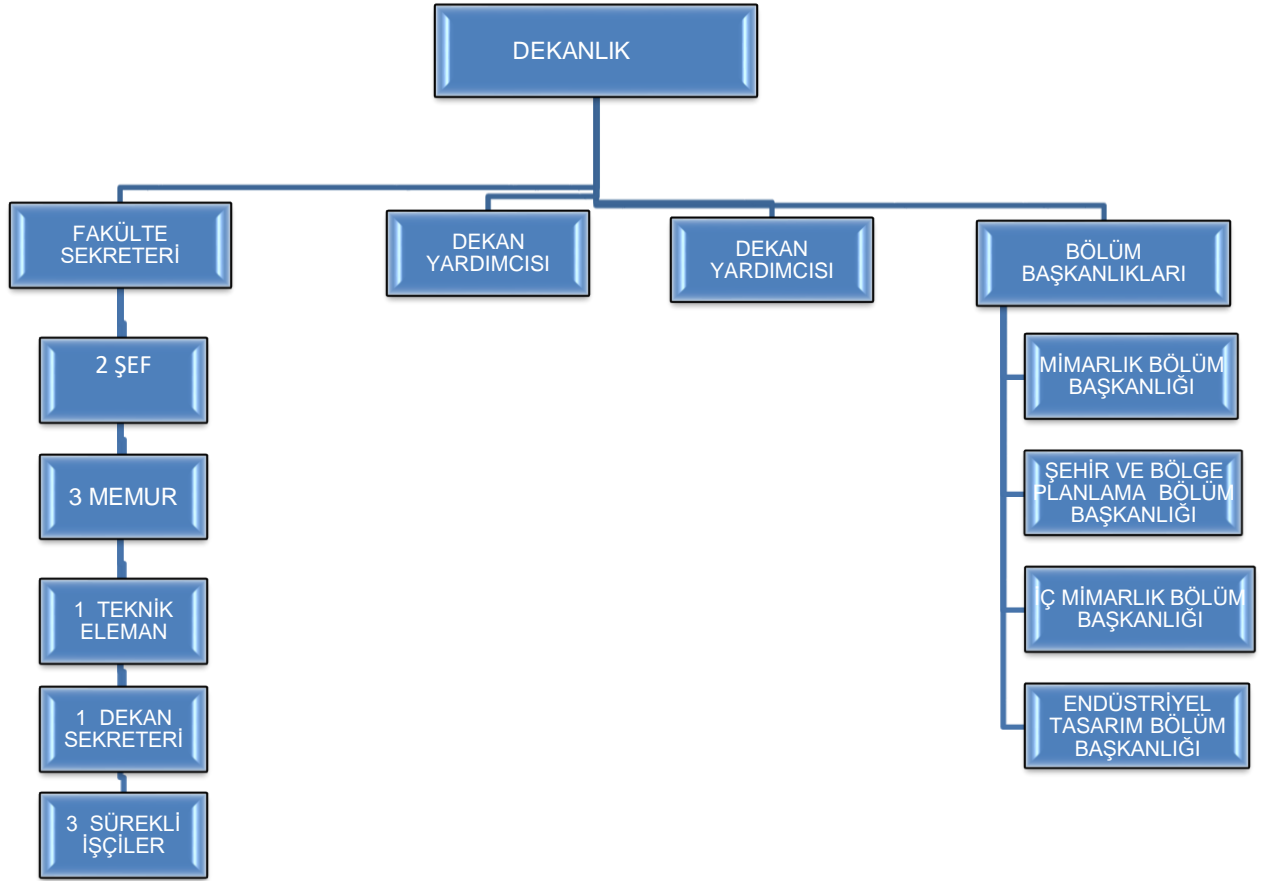 DEKANLIK
FAKÜLTE
SEKRETERİ
DEKAN
YARDIMCISI
DEKAN
YARDIMCISI
BÖLÜM
BAŞKANLIKLARI
2 ŞEF
3 MEMUR
1 TEKNİK
ELEMAN
1 DEKAN
SEKRETERİ
3 SÜREKLİ
İŞÇİLER
MİMARLIK BÖLÜM
BAŞKANLIĞI
ŞEHİR VE BÖLGE
PLANLAMA BÖLÜM
BAŞKANLIĞI
İÇ MİMARLIK BÖLÜM
BAŞKANLIĞI
ENDÜSTRİYEL
TASARIM BÖLÜM
BAŞKANLIĞI